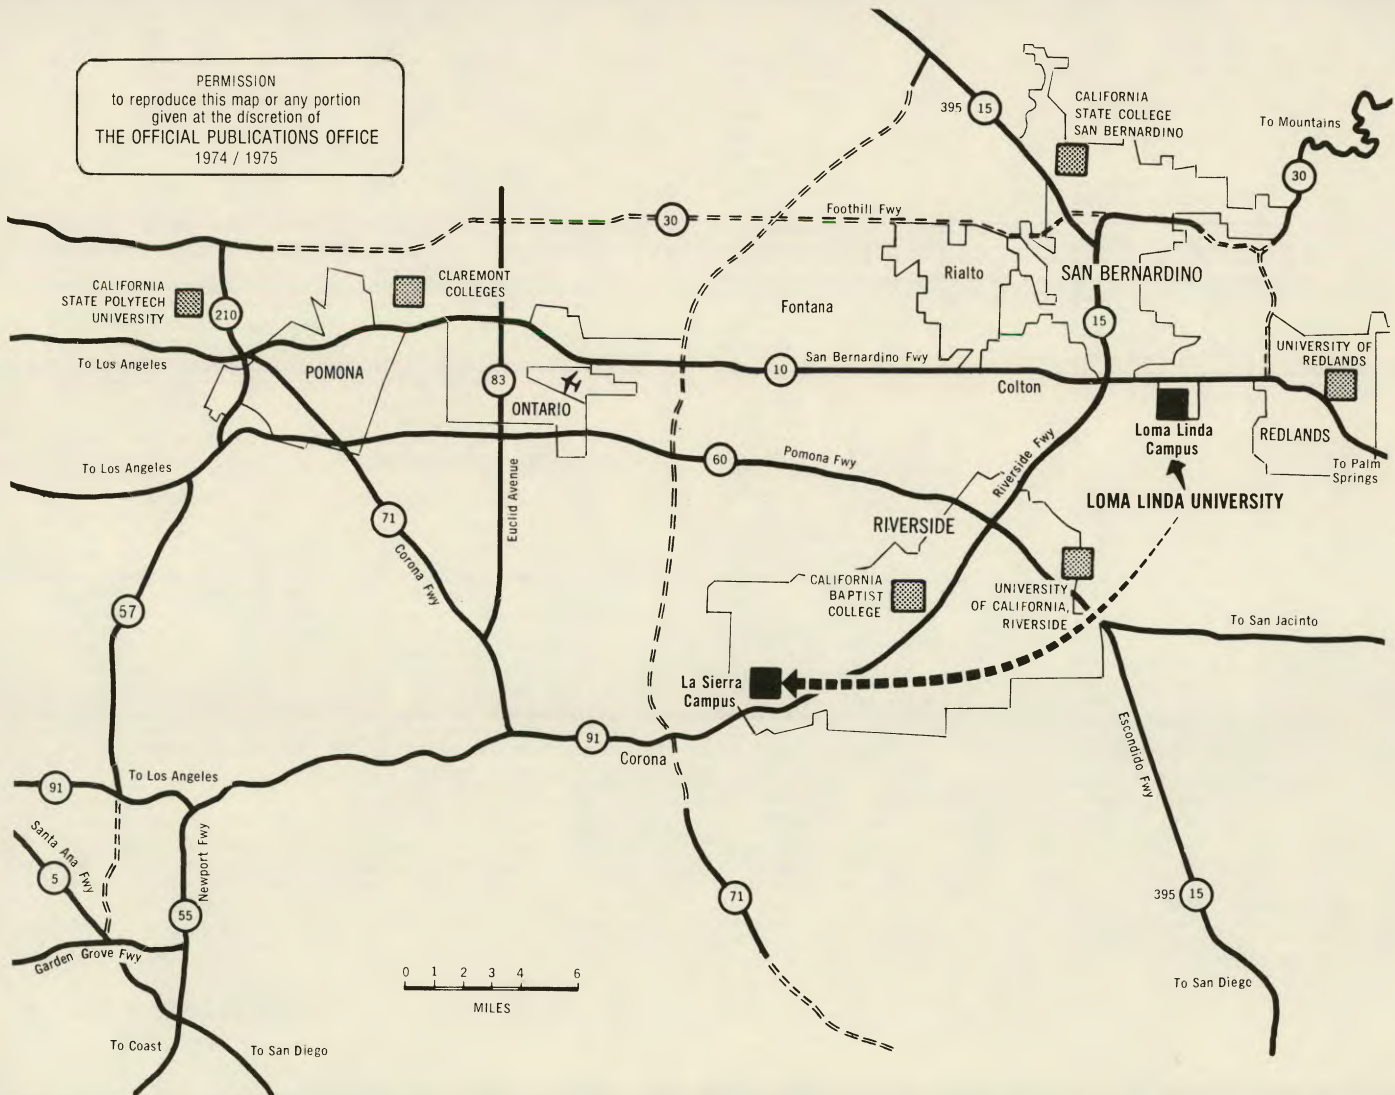 PERMISSION
to reproduce this map or any portion
given at the discretion of
THE OFFICIAL PUBLICATIONS OFFICE
1974 / 1975
395
15
CALIFORNIA
STATE COLLEGE
SAN BERNARDINO
To Mountains
30
30
Foothill Fwy
CALIFORNIA
STATE POLYTECH
UNIVERSITY
210
CLAREMONT
COLLEGES
Rialto
SAN BERNARDINO
Fontana
15
To Los Angeles
POMONA
83
ONTARIO
10
San Bernardino Fwy
Colton
UNIVERSITY OF
REDLANDS
Loma Linda
Campus
REDLANDS
To Palm
Springs
To Los Angeles
60
Pomona Fwy
Riverside Fwy
LOMA LINDA UNIVERSITY
71
Corona Fwy
Euclid Avenue
RIVERSIDE
57
CALIFORNIA
BAPTIST
COLLEGE
UNIVERSITY
OF CALIFORNIA,
RIVERSIDE
To San Jacinto
La Sierra
Campus
91
Corona
Escondido Fwy
91
To Los Angeles
Santa Ana Fwy
5
Newport Fwy
55
71
395
15
Garden Grove Fwy
0 1 2 3 4 6
MILES
To San Diego
To Coast
To San Diego